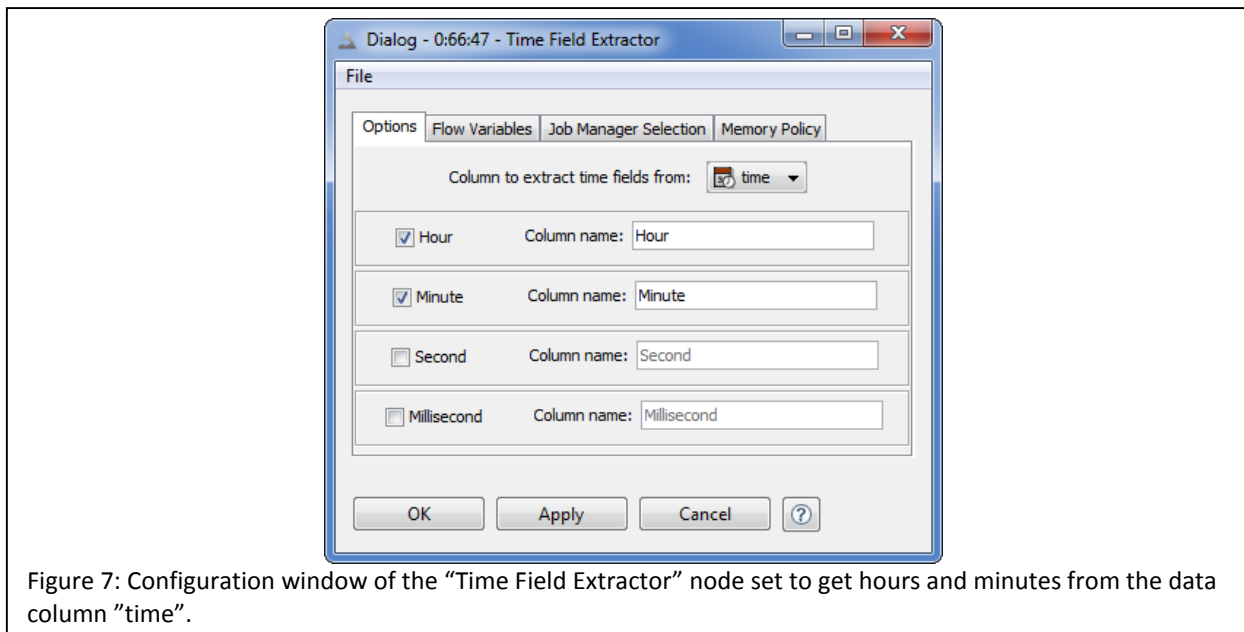 Dialog - 0:66:47 - Time Field Extractor
File
Options Flow Variables Job Manager Selection Memory Policy
Column to extract time fields from: time
Hour Column name: Hour
Minute Column name: Minute
Second Column name: Second
Millisecond Column name: Millisecond
OK Apply Cancel ?
Figure 7: Configuration window of the “Time Field Extractor” node set to get hours and minutes from the data
column ”time”.